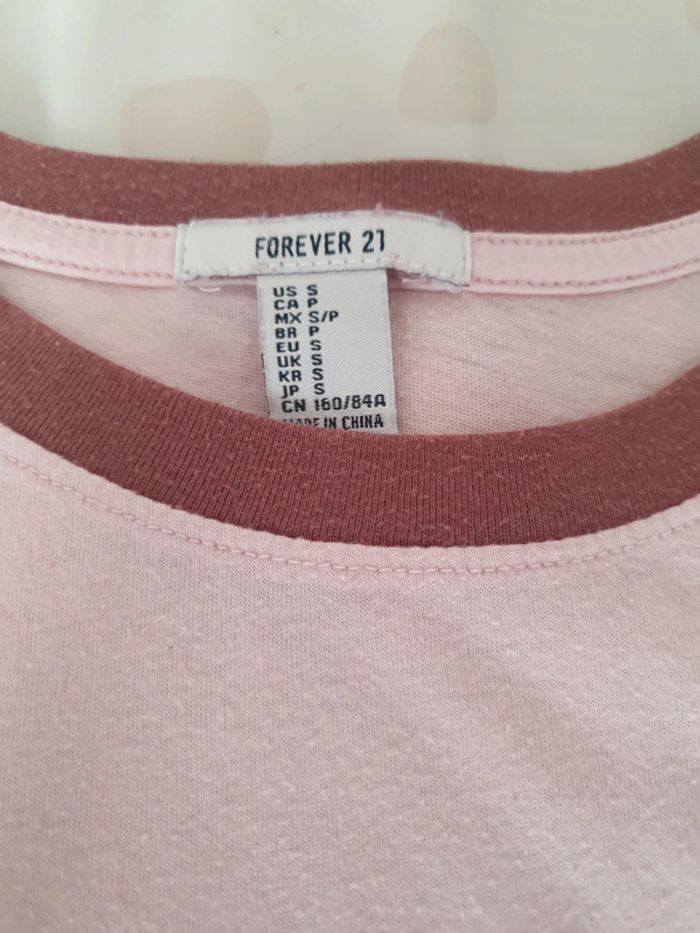 FOREVER 21
US S
CA P
MX S/P
BR P
EU S
UK S
KR S
JP S
CN 160/84A
MADE IN CHINA